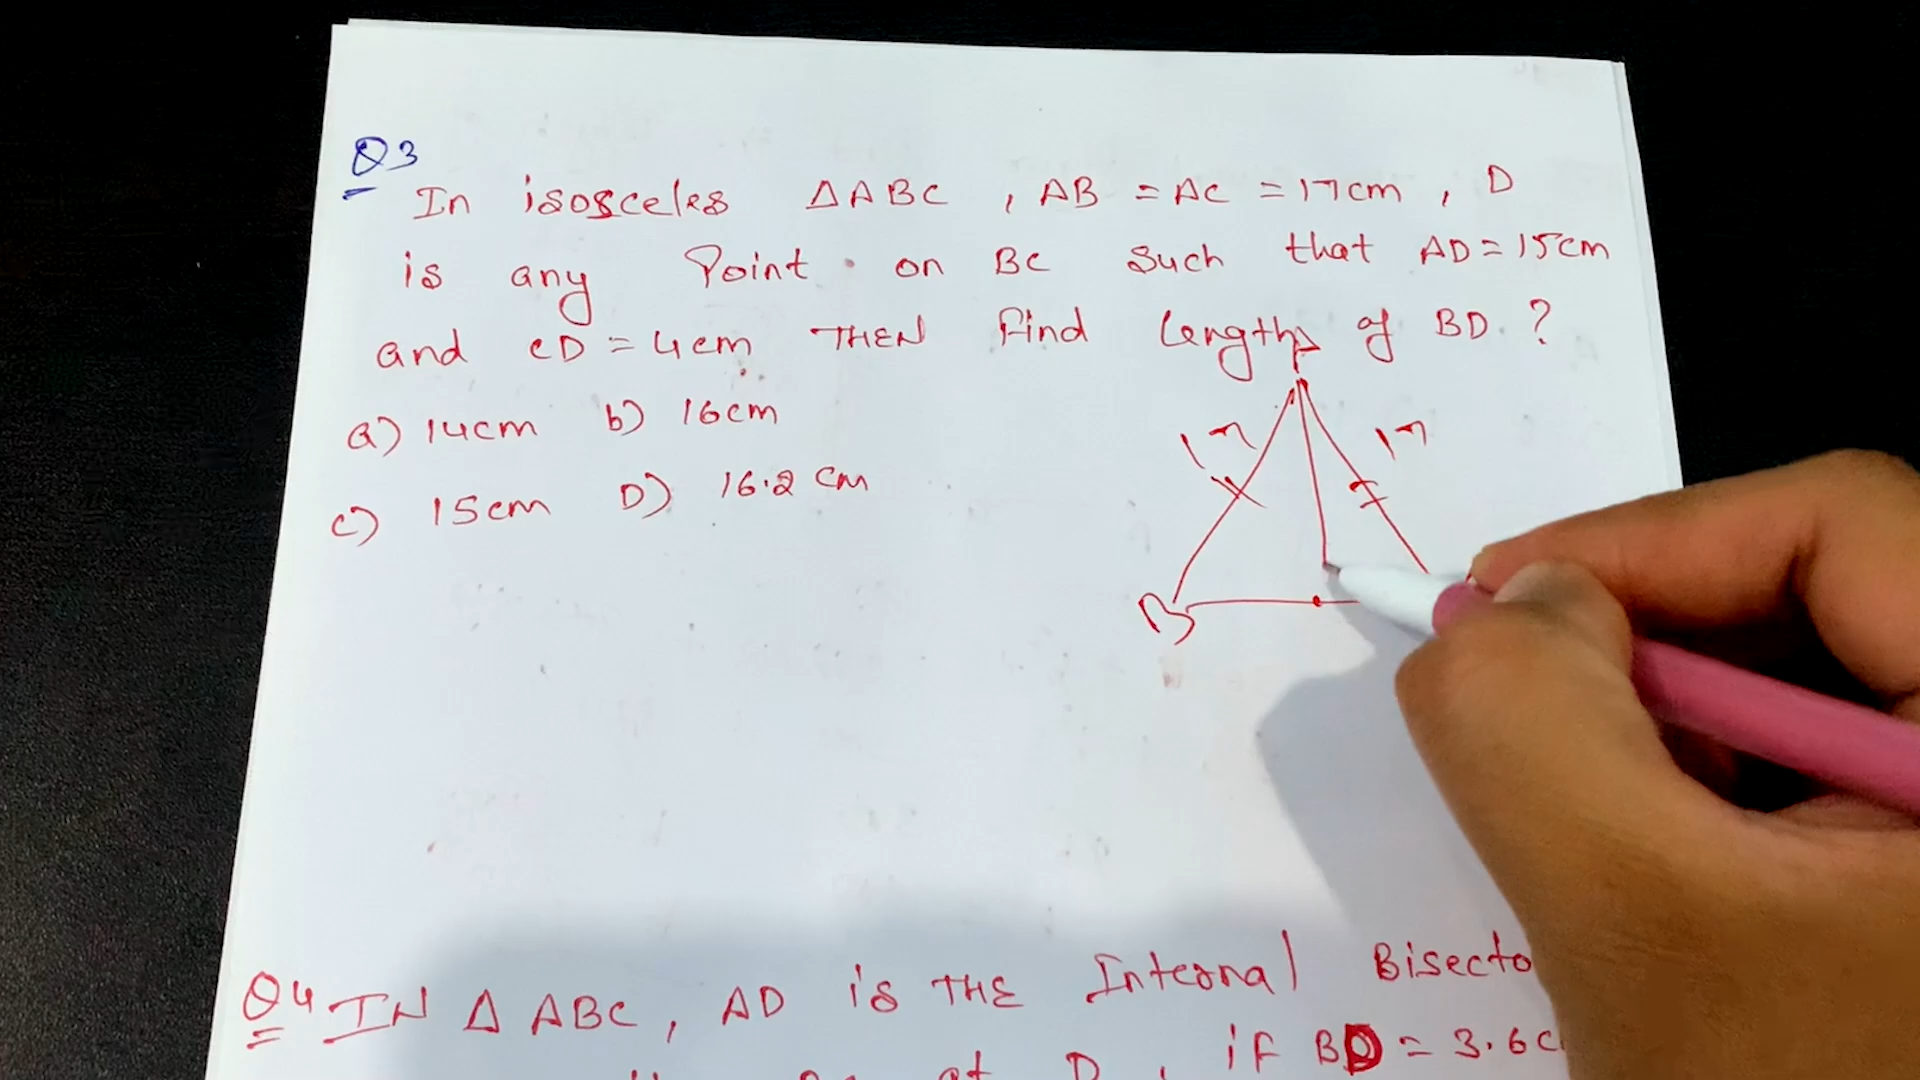 Q3
In isosceles ΔABC, AB = AC = 17cm, D
is any Point on BC such that AD = 15cm
and CD = 4cm THEN Find lengths of BD.?
a) 14cm b) 16cm
c) 15cm D) 16.2 cm
17 17
B
Q4 IN Δ ABC, AD is THE Internal Bisecto
at D, if BD = 3.6c